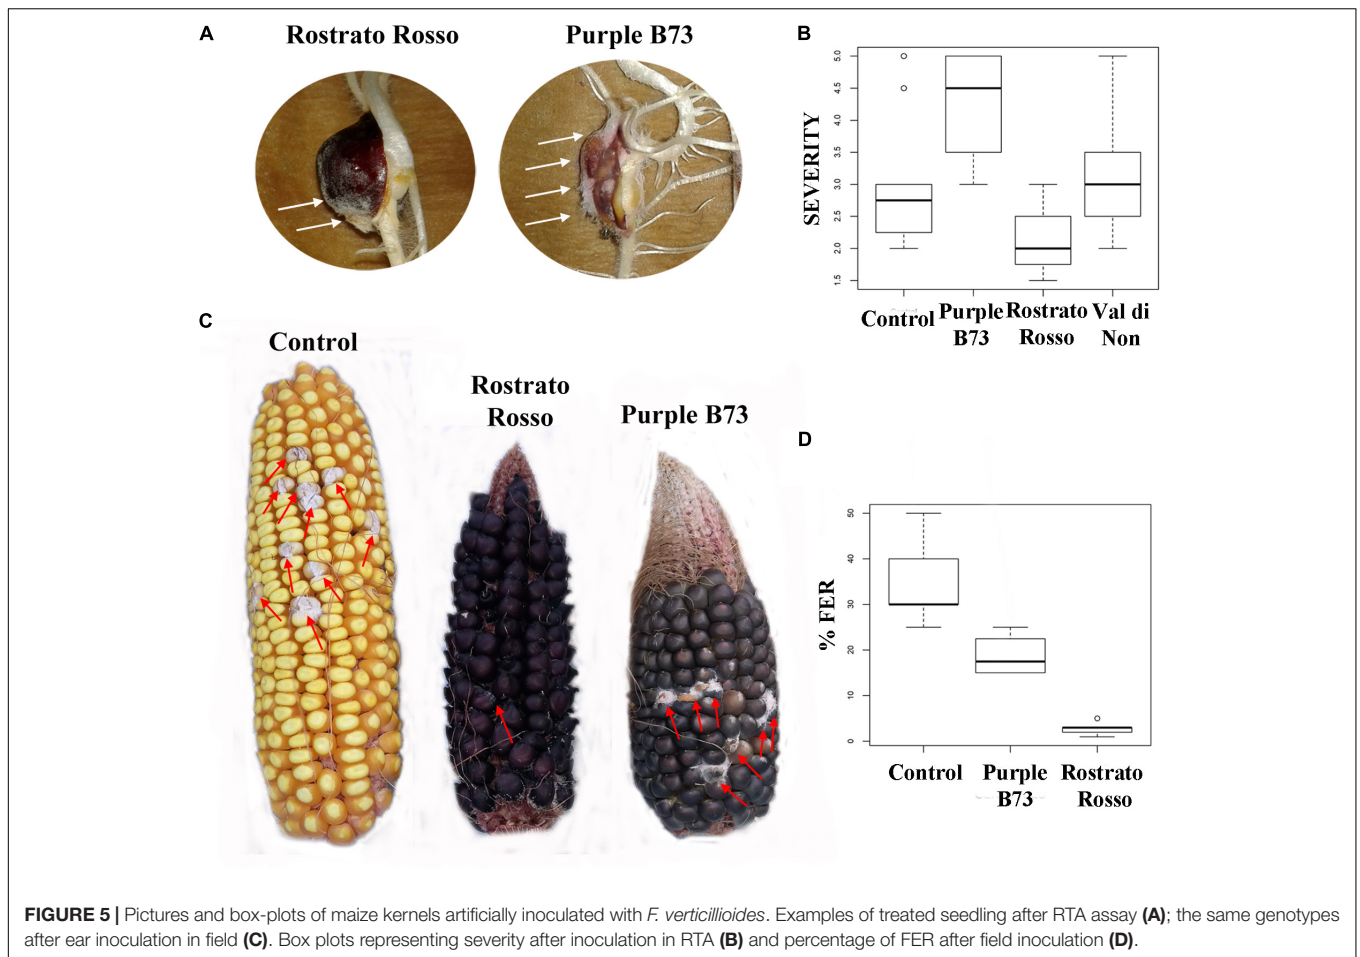 A
Rostrato Rosso
Purple B73
B
SEVERITY
5.0
4.5
4.0
3.5
3.0
2.5
2.0
1.5
Control
Purple B73
Rostrato Rosso
Val di Non
C
Control
Rostrato
Rosso
Purple B73
D
% FER
50
40
30
20
10
0
Control
Purple B73
Rostrato Rosso
FIGURE 5 | Pictures and box-plots of maize kernels artificially inoculated with F. verticillioides. Examples of treated seedling after RTA assay (A); the same genotypes
after ear inoculation in field (C). Box plots representing severity after inoculation in RTA (B) and percentage of FER after field inoculation (D).